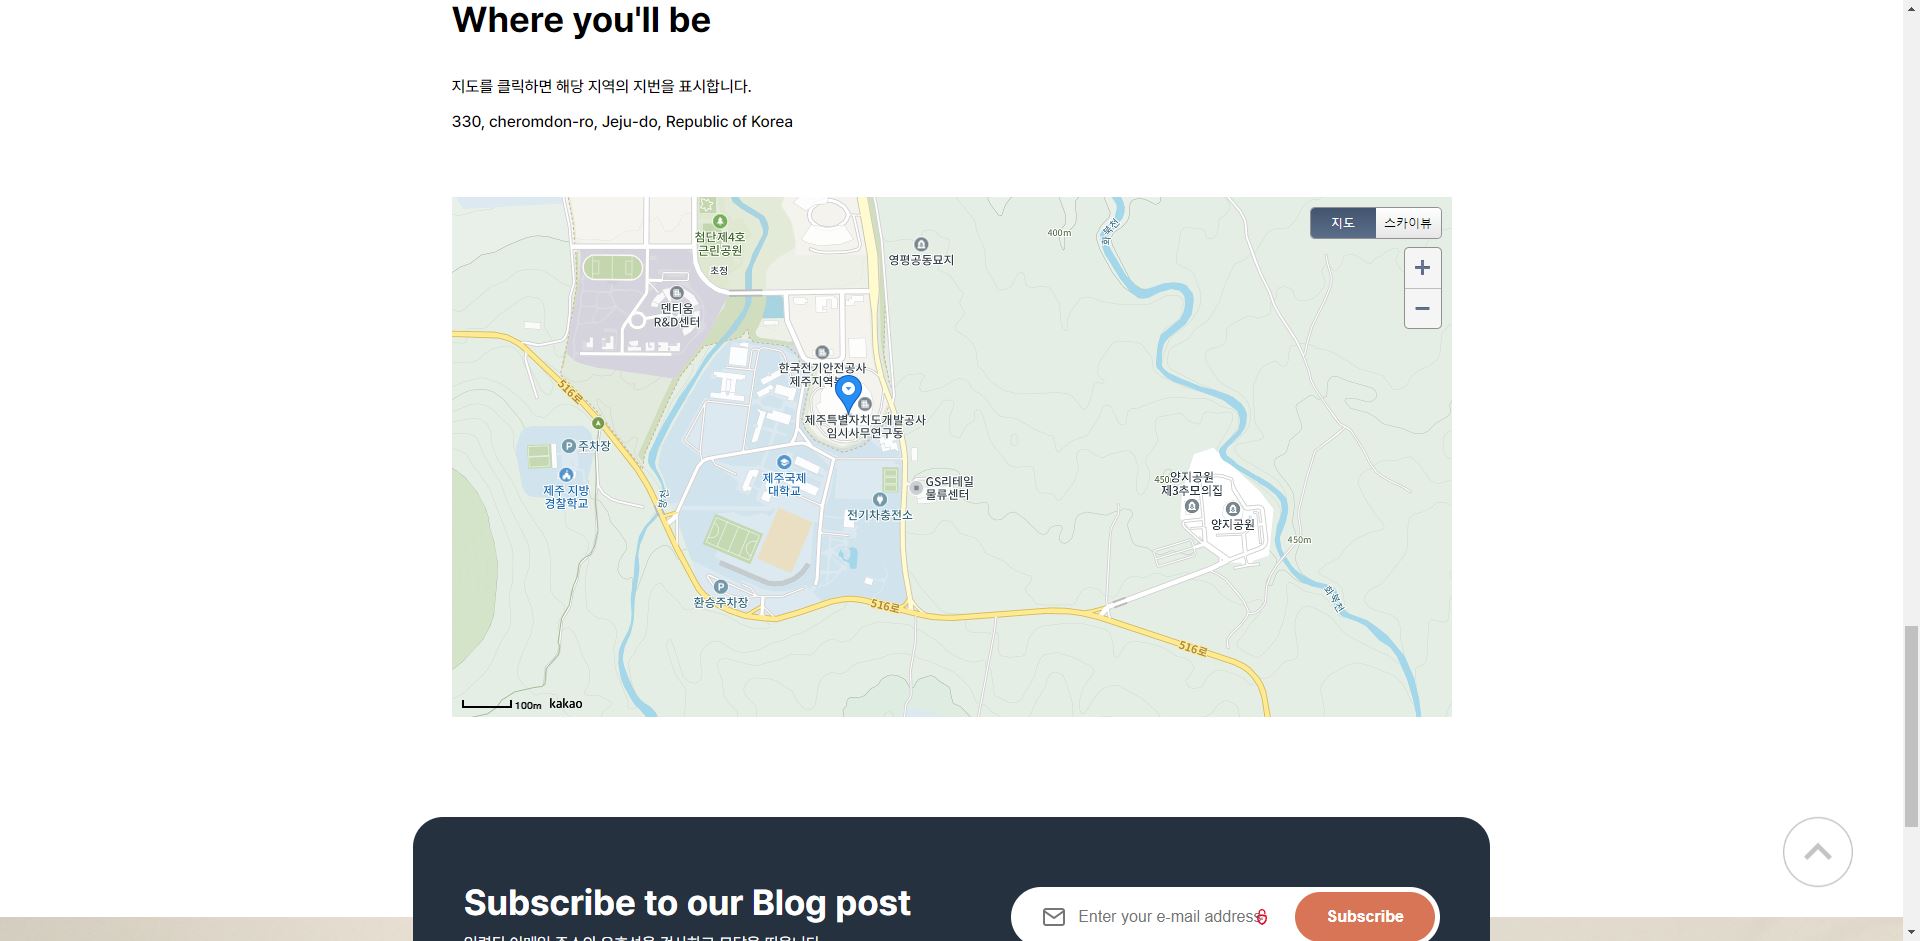 Where you'll be
지도를 클릭하면 해당 지역의 지번을 표시합니다.
330, cheromdon-ro, Jeju-do, Republic of Korea
지도
스카이뷰
첨단제4호
근린공원
초정
영평공동묘지
400m
화북천
덴티움
R&D센터
한국전기안전공사
제주지역
516로
제주특별자치도개발공사
임시사무연구동
주차장
제주 지방
경찰학교
제주국제
대학교
GS리테일
물류센터
전기차충전소
450
양지공원
제3추모의집
양지공원
450m
환승주차장
516로
화북천
516로
100m
kakao
Subscribe to our Blog post
Enter your e-mail address
Subscribe